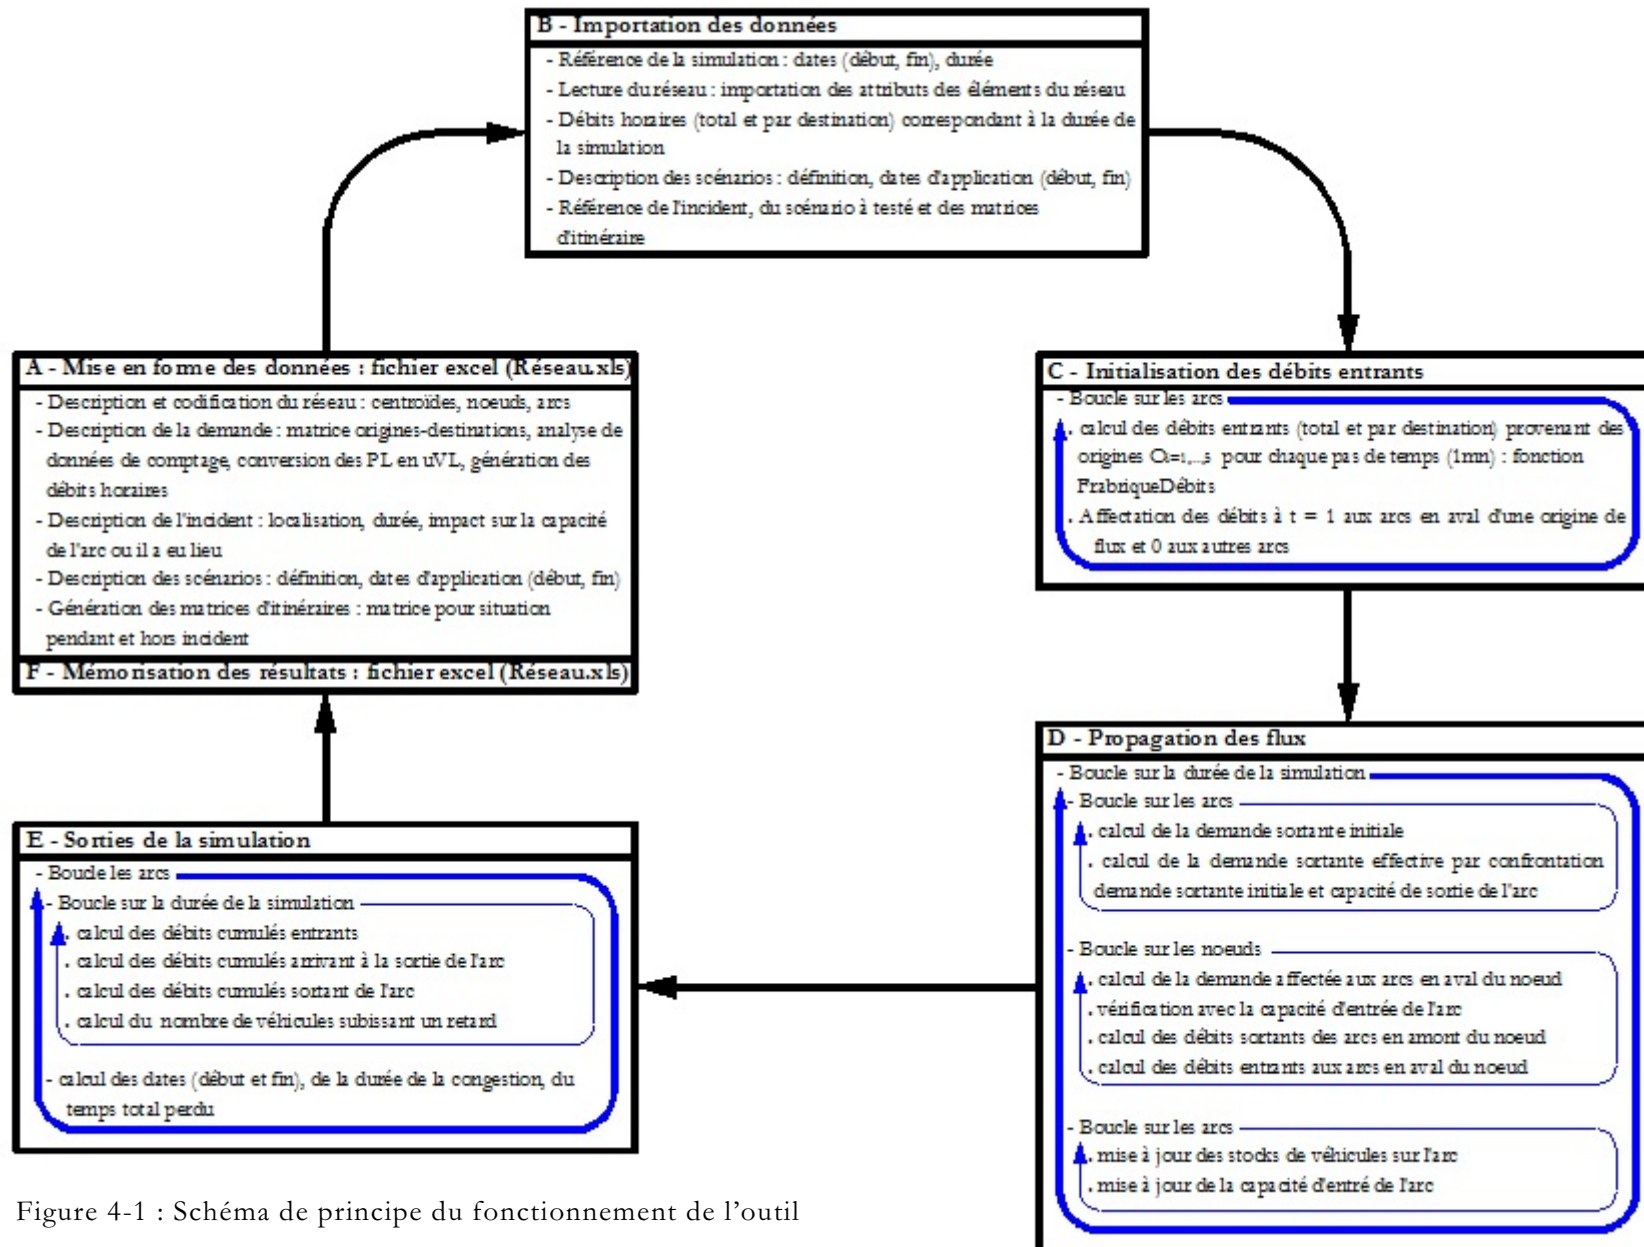 B - Importation des données
- Référence de la simulation : dates (début, fin), durée
- Lecture du réseau : importation des attributs des éléments du réseau
- Débits horaires (total et par destination) correspondant à la durée de
la simulation
- Description des scénarios : définition, dates d'application (début, fin)
- Référence de l'incident, du scénario à testé et des matrices
d'itinéraire
A - Mise en forme des données : fichier excel (Réseau.xls)
- Description et codification du réseau : centroïdes, noeuds, arcs
- Description de la demande : matrice origines-destinations, analyse de
données de comptage, conversion des PL en uVL, génération des
débits horaires
- Description de l'incident : localisation, durée, impact sur la capacité
de l'arc ou il a eu lieu
- Description des scénarios : définition, dates d'application (début, fin)
- Génération des matrices d'itinéraires : matrice pour situation
pendant et hors incident
F - Mémorisation des résultats : fichier excel (Réseau.xls)
C - Initialisation des débits entrants
- Boucle sur les arcs
. calcul des débits entrants (total et par destination) provenant des
origines pour chaque pas de temps (1mn) : fonction
FrabriqueDébits
. Affectation des débits à t = 1 aux arcs en aval d'une origine de
flux et 0 aux autres arcs
D - Propagation des flux
- Boucle sur la durée de la simulation
- Boucle sur les arcs
. calcul de la demande sortante initiale
. calcul de la demande sortante effective par confrontation
demande sortante initiale et capacité de sortie de l'arc
- Boucle sur les noeuds
. calcul de la demande affectée aux arcs en aval du noeud
. vérification avec la capacité d'entrée de l'arc
. calcul des débits sortants des arcs en amont du noeud
. calcul des débits entrants aux arcs en aval du noeud
- Boucle sur les arcs
. mise à jour des stocks de véhicules sur l'arc
. mise à jour de la capacité d'entré de l'arc
E - Sorties de la simulation
- Boucle les arcs
- Boucle sur la durée de la simulation
. calcul des débits cumulés entrants
. calcul des débits cumulés arrivant à la sortie de l'arc
. calcul des débits cumulés sortant de l'arc
. calcul du nombre de véhicules subissant un retard
- calcul des dates (début et fin), de la durée de la congestion, du
temps total perdu
Figure 4-1 : Schéma de principe du fonctionnement de l'outil